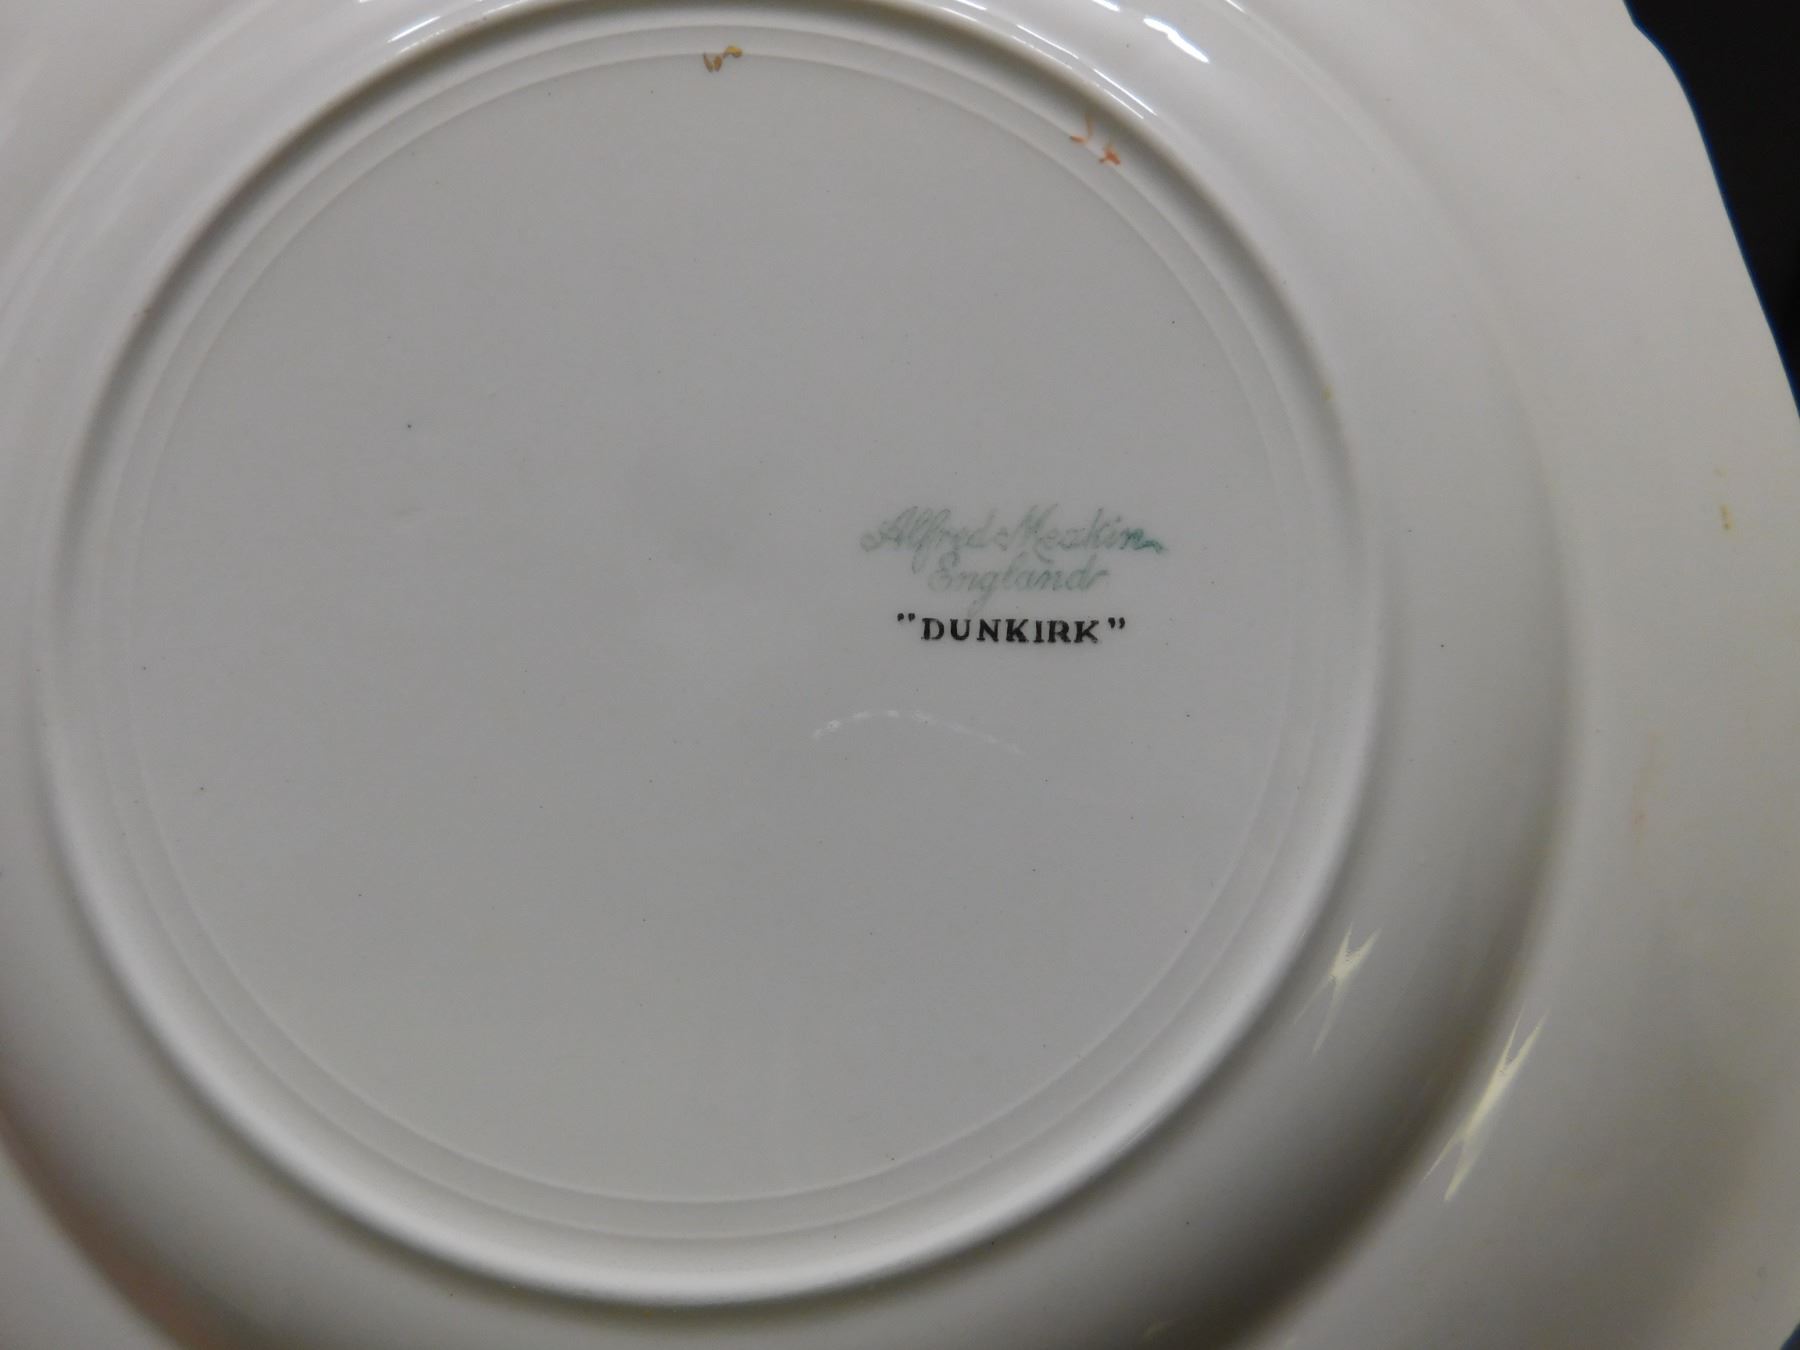 Alfred Meakin
England
"DUNKIRK"